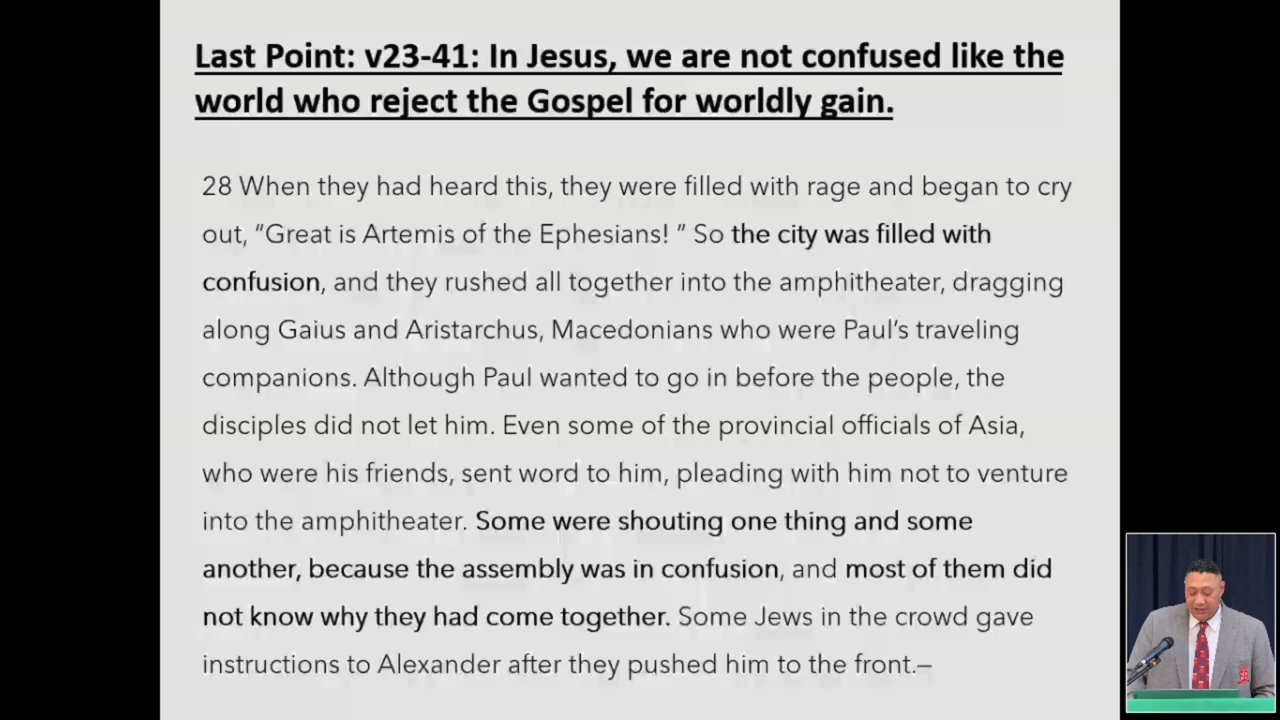 Last Point: v23-41: In Jesus, we are not confused like the
world who reject the Gospel for worldly gain.
28 When they had heard this, they were filled with rage and began to cry
out, “Great is Artemis of the Ephesians! ” So the city was filled with
confusion, and they rushed all together into the amphitheater, dragging
along Gaius and Aristarchus, Macedonians who were Paul’s traveling
companions. Although Paul wanted to go in before the people, the
disciples did not let him. Even some of the provincial officials of Asia,
who were his friends, sent word to him, pleading with him not to venture
into the amphitheater. Some were shouting one thing and some
another, because the assembly was in confusion, and most of them did
not know why they had come together. Some Jews in the crowd gave
instructions to Alexander after they pushed him to the front.—